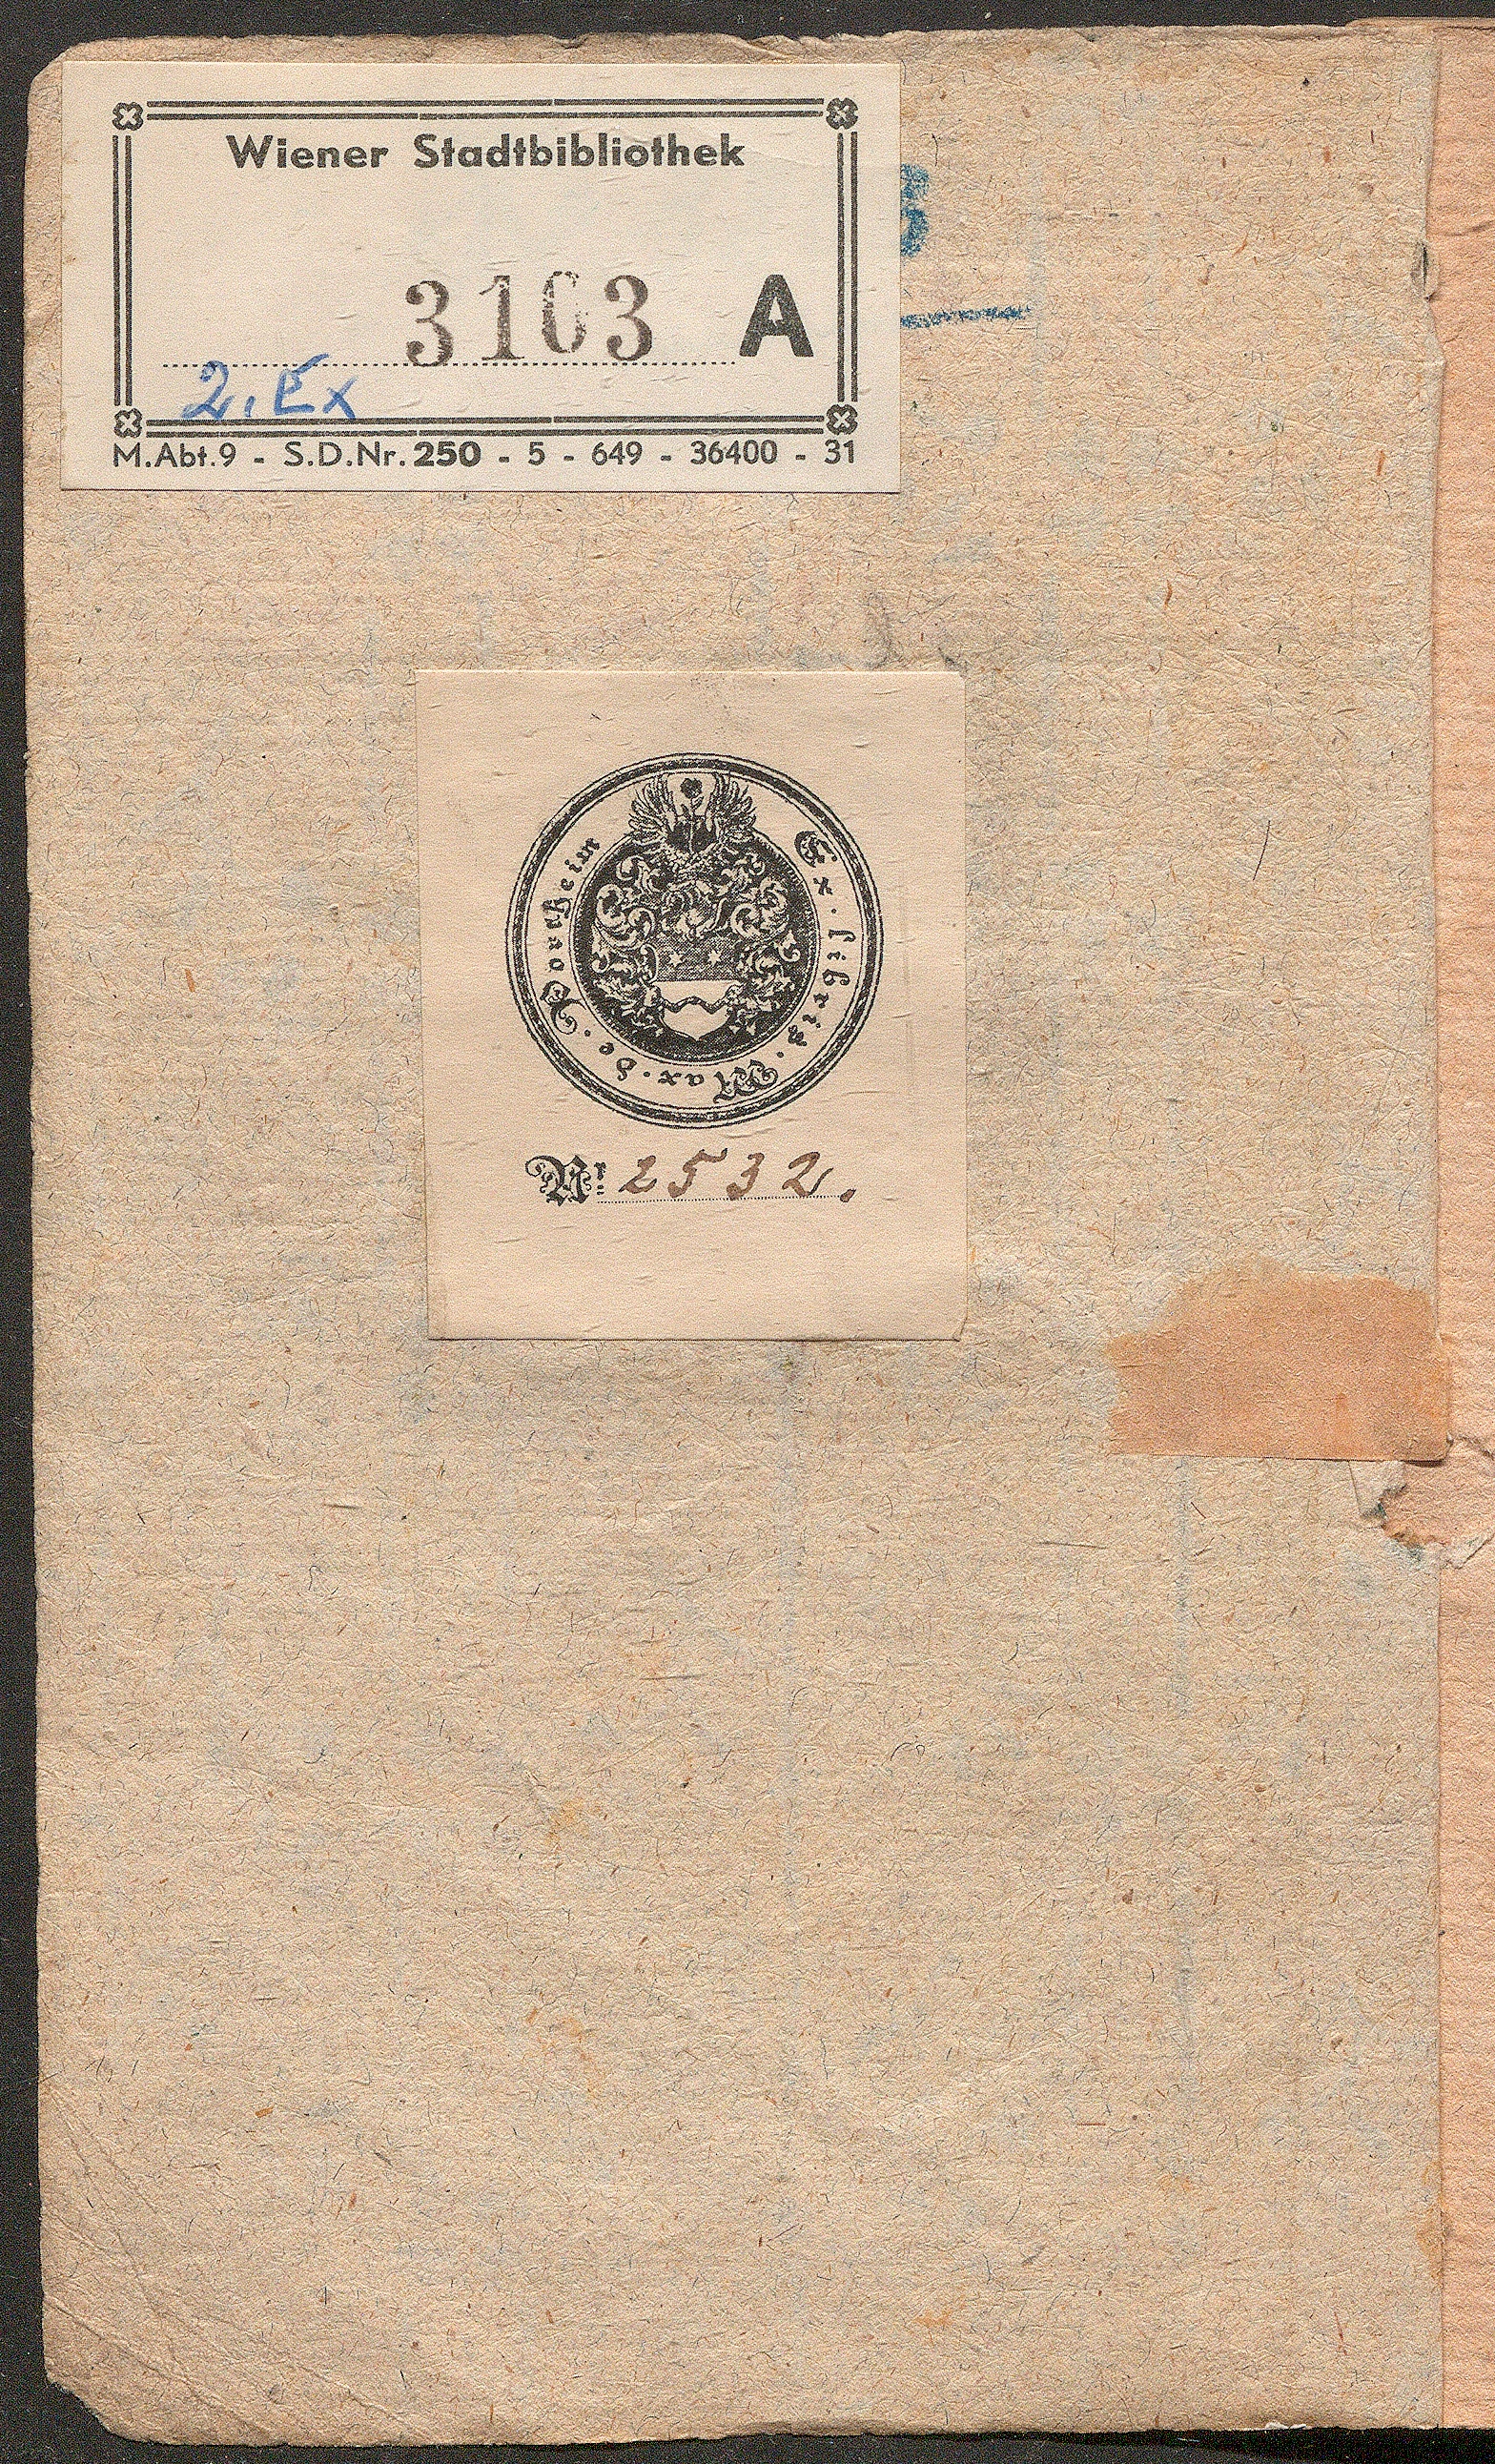 Wiener Stadtbibliothek
3103 A
2. Ex
M.Abt.9 - S.D.Nr. 250 - 5 - 649 - 36400 - 31
Ex · libris · Max · de · Portheim
Nr: 2532.